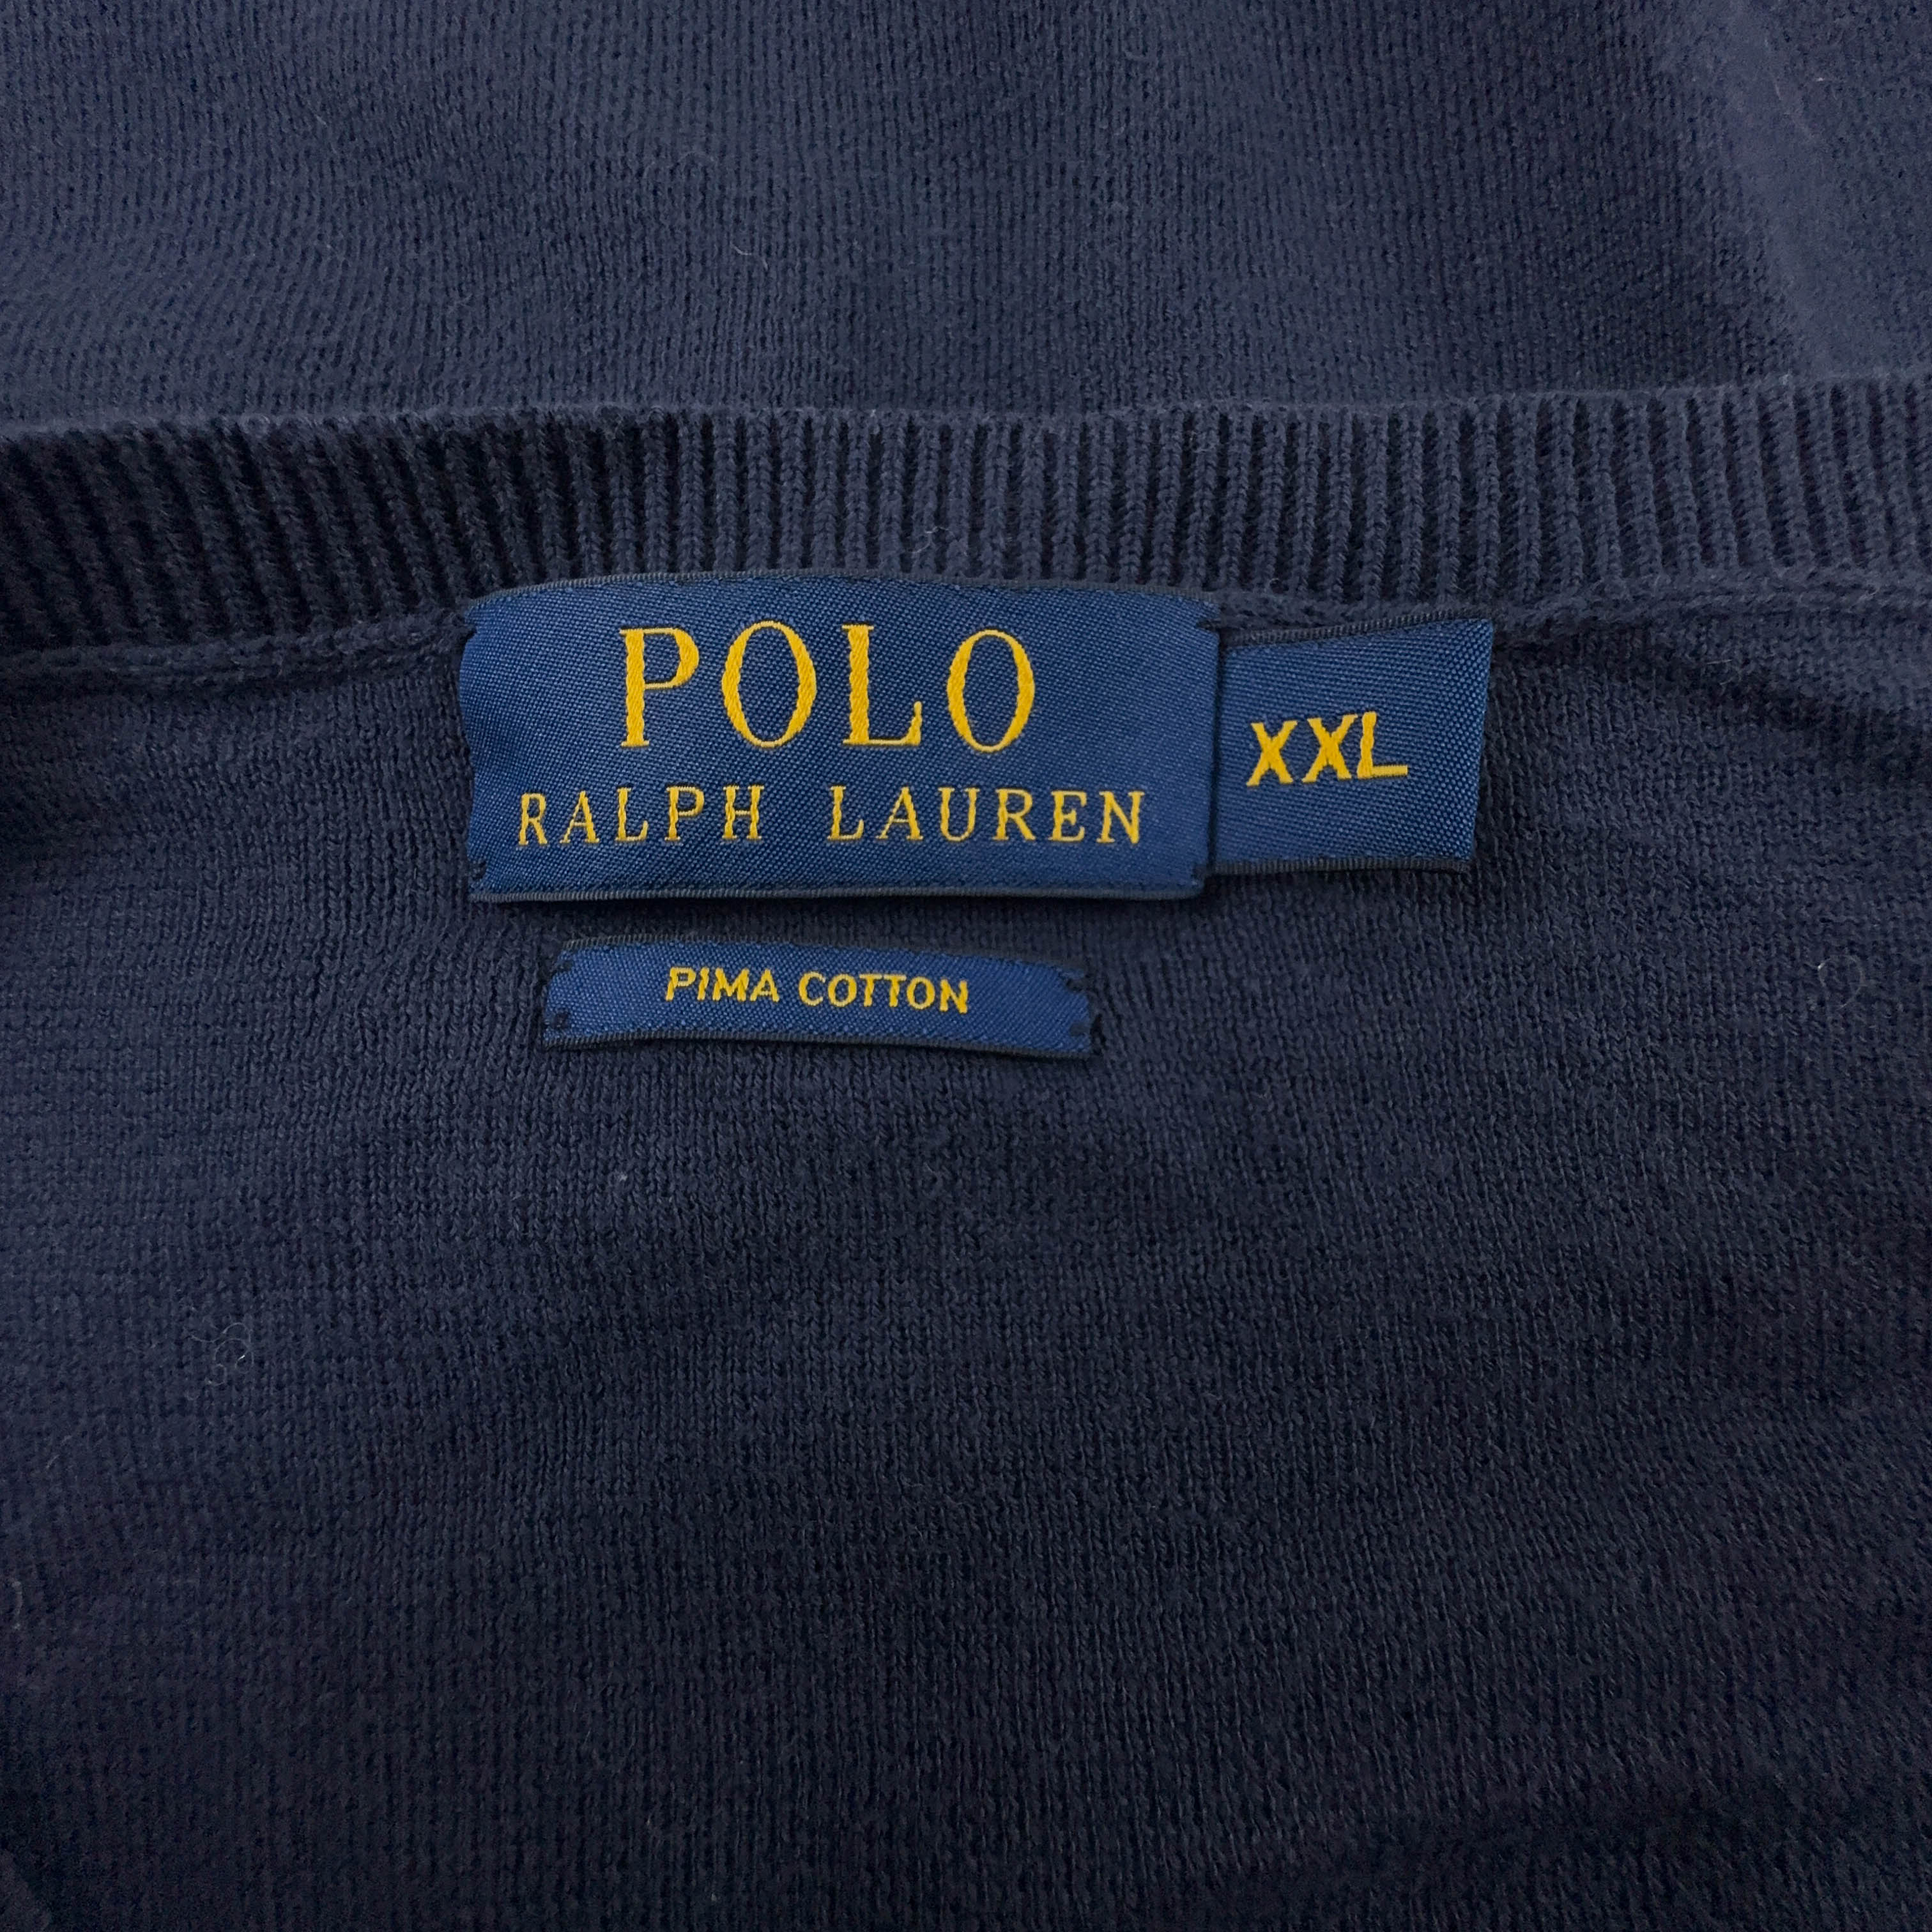 POLO
RALPH LAUREN
XXL
PIMA COTTON